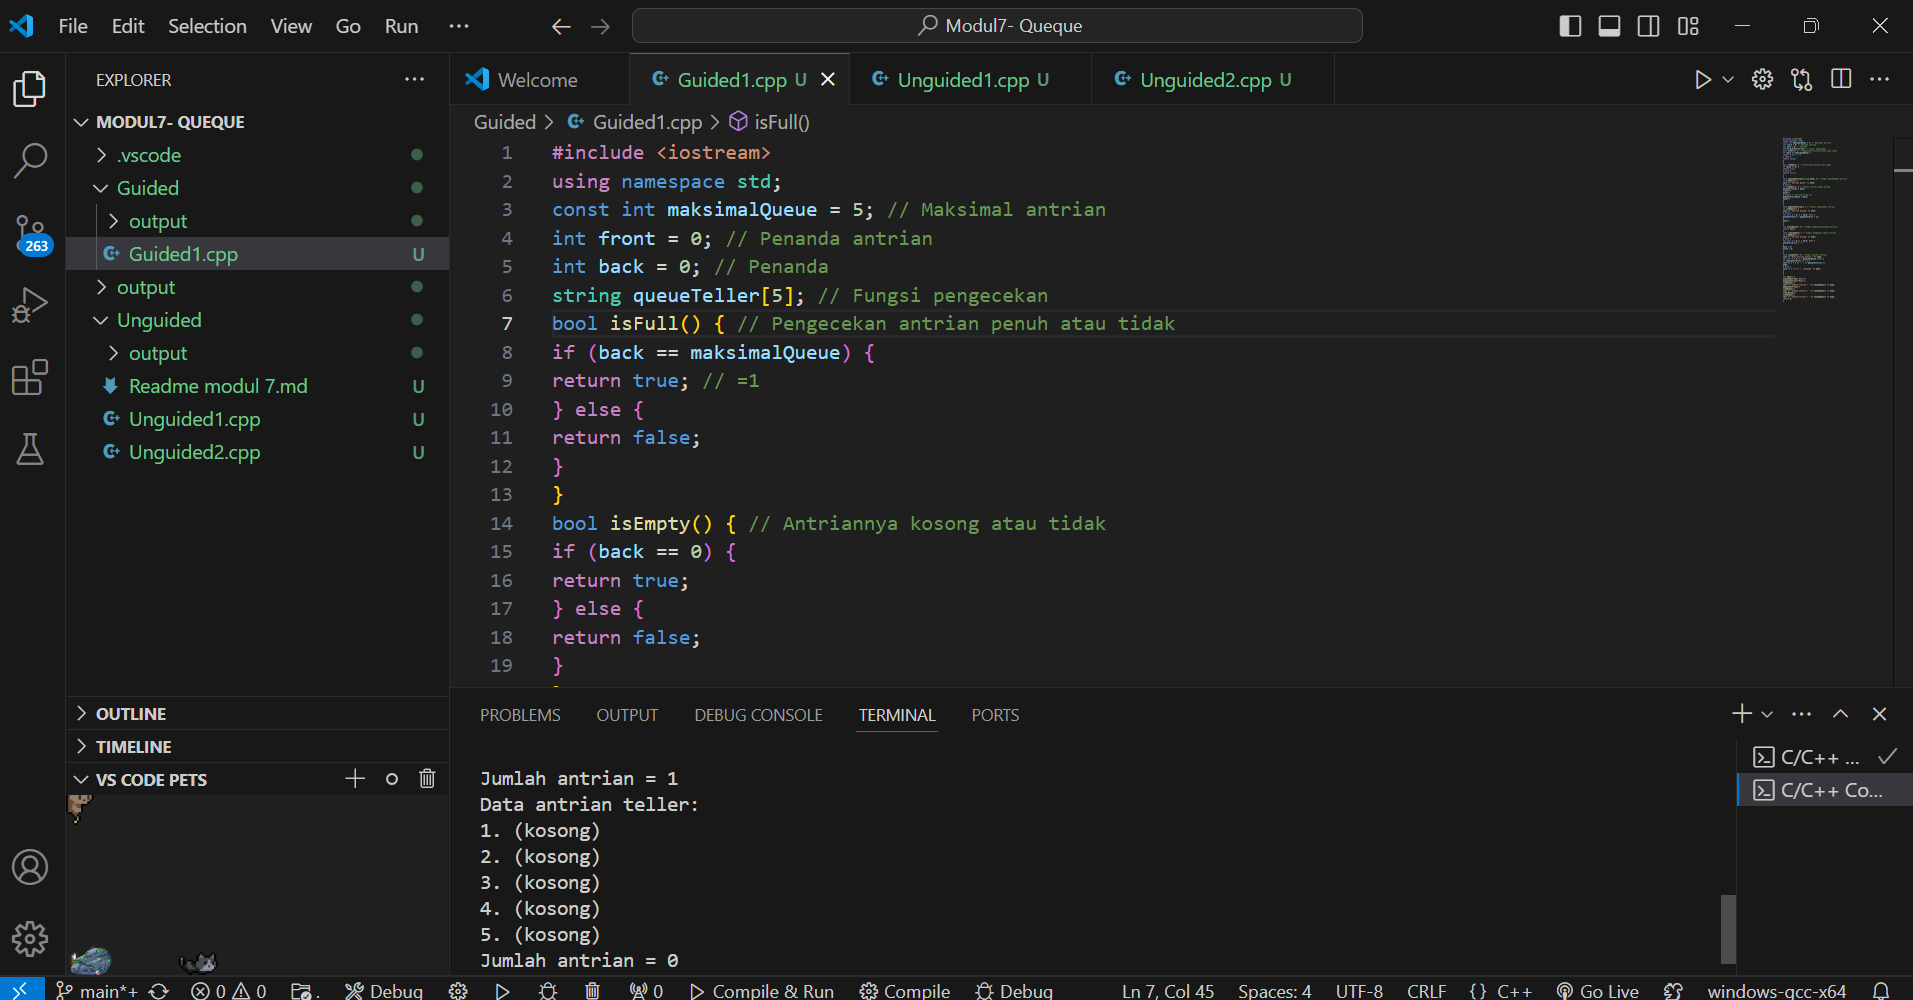 File Edit Selection View Go Run ··· Modul7- Queque
EXPLORER ···
MODUL7- QUEQUE
.vscode
Guided
output
Guided1.cpp U
output
Unguided
output
Readme modul 7.md U
Unguided1.cpp U
Unguided2.cpp U
263
OUTLINE
TIMELINE
VS CODE PETS
Welcome Guided1.cpp U Unguided1.cpp U Unguided2.cpp U
Guided > Guided1.cpp > isFull()
1 #include <iostream>
2 using namespace std;
3 const int maksimalQueue = 5; // Maksimal antrian
4 int front = 0; // Penanda antrian
5 int back = 0; // Penanda
6 string queueTeller[5]; // Fungsi pengecekan
7 bool isFull() { // Pengecekan antrian penuh atau tidak
8 if (back == maksimalQueue) {
9 return true; // =1
10 } else {
11 return false;
12 }
13 }
14 bool isEmpty() { // Antriannya kosong atau tidak
15 if (back == 0) {
16 return true;
17 } else {
18 return false;
19 }
PROBLEMS OUTPUT DEBUG CONSOLE TERMINAL PORTS
Jumlah antrian = 1
Data antrian teller:
1. (kosong)
2. (kosong)
3. (kosong)
4. (kosong)
5. (kosong)
Jumlah antrian = 0
C/C++ ...
C/C++ Co...
main*+ 0 0 . Debug 0 Compile & Run Compile Debug Ln 7, Col 45 Spaces: 4 UTF-8 CRLF {} C++ Go Live windows-gcc-x64